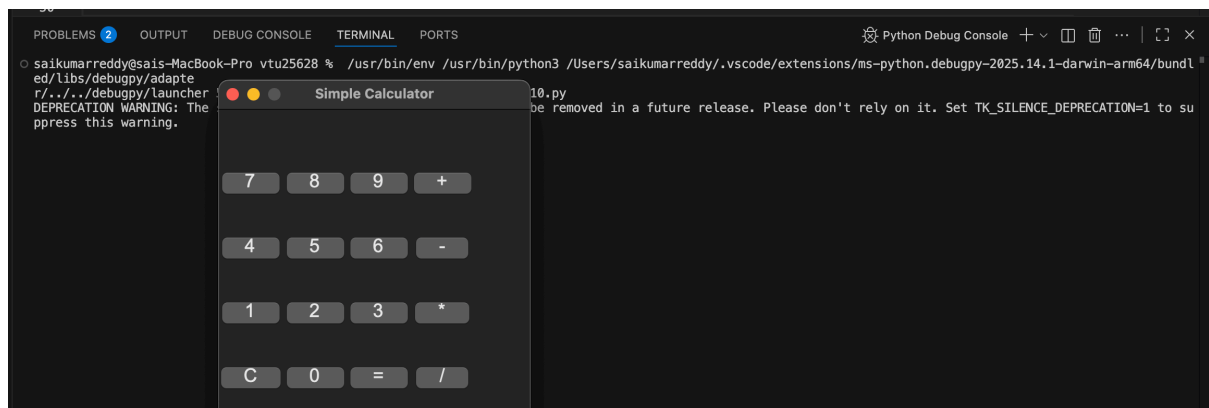 PROBLEMS 2 OUTPUT DEBUG CONSOLE TERMINAL PORTS Python Debug Console
saikumarreddy@sais-MacBook-Pro vtu25628 % /usr/bin/env /usr/bin/python3 /Users/saikumarreddy/.vscode/extensions/ms-python.debugpy-2025.14.1-darwin-arm64/bundl
ed/libs/debugpy/adapte
r/../../debugpy/launcher 10.py
DEPRECATION WARNING: The be removed in a future release. Please don't rely on it. Set TK_SILENCE_DEPRECATION=1 to su
ppress this warning.
Simple Calculator
7 8 9 +
4 5 6 -
1 2 3 *
C 0 = /